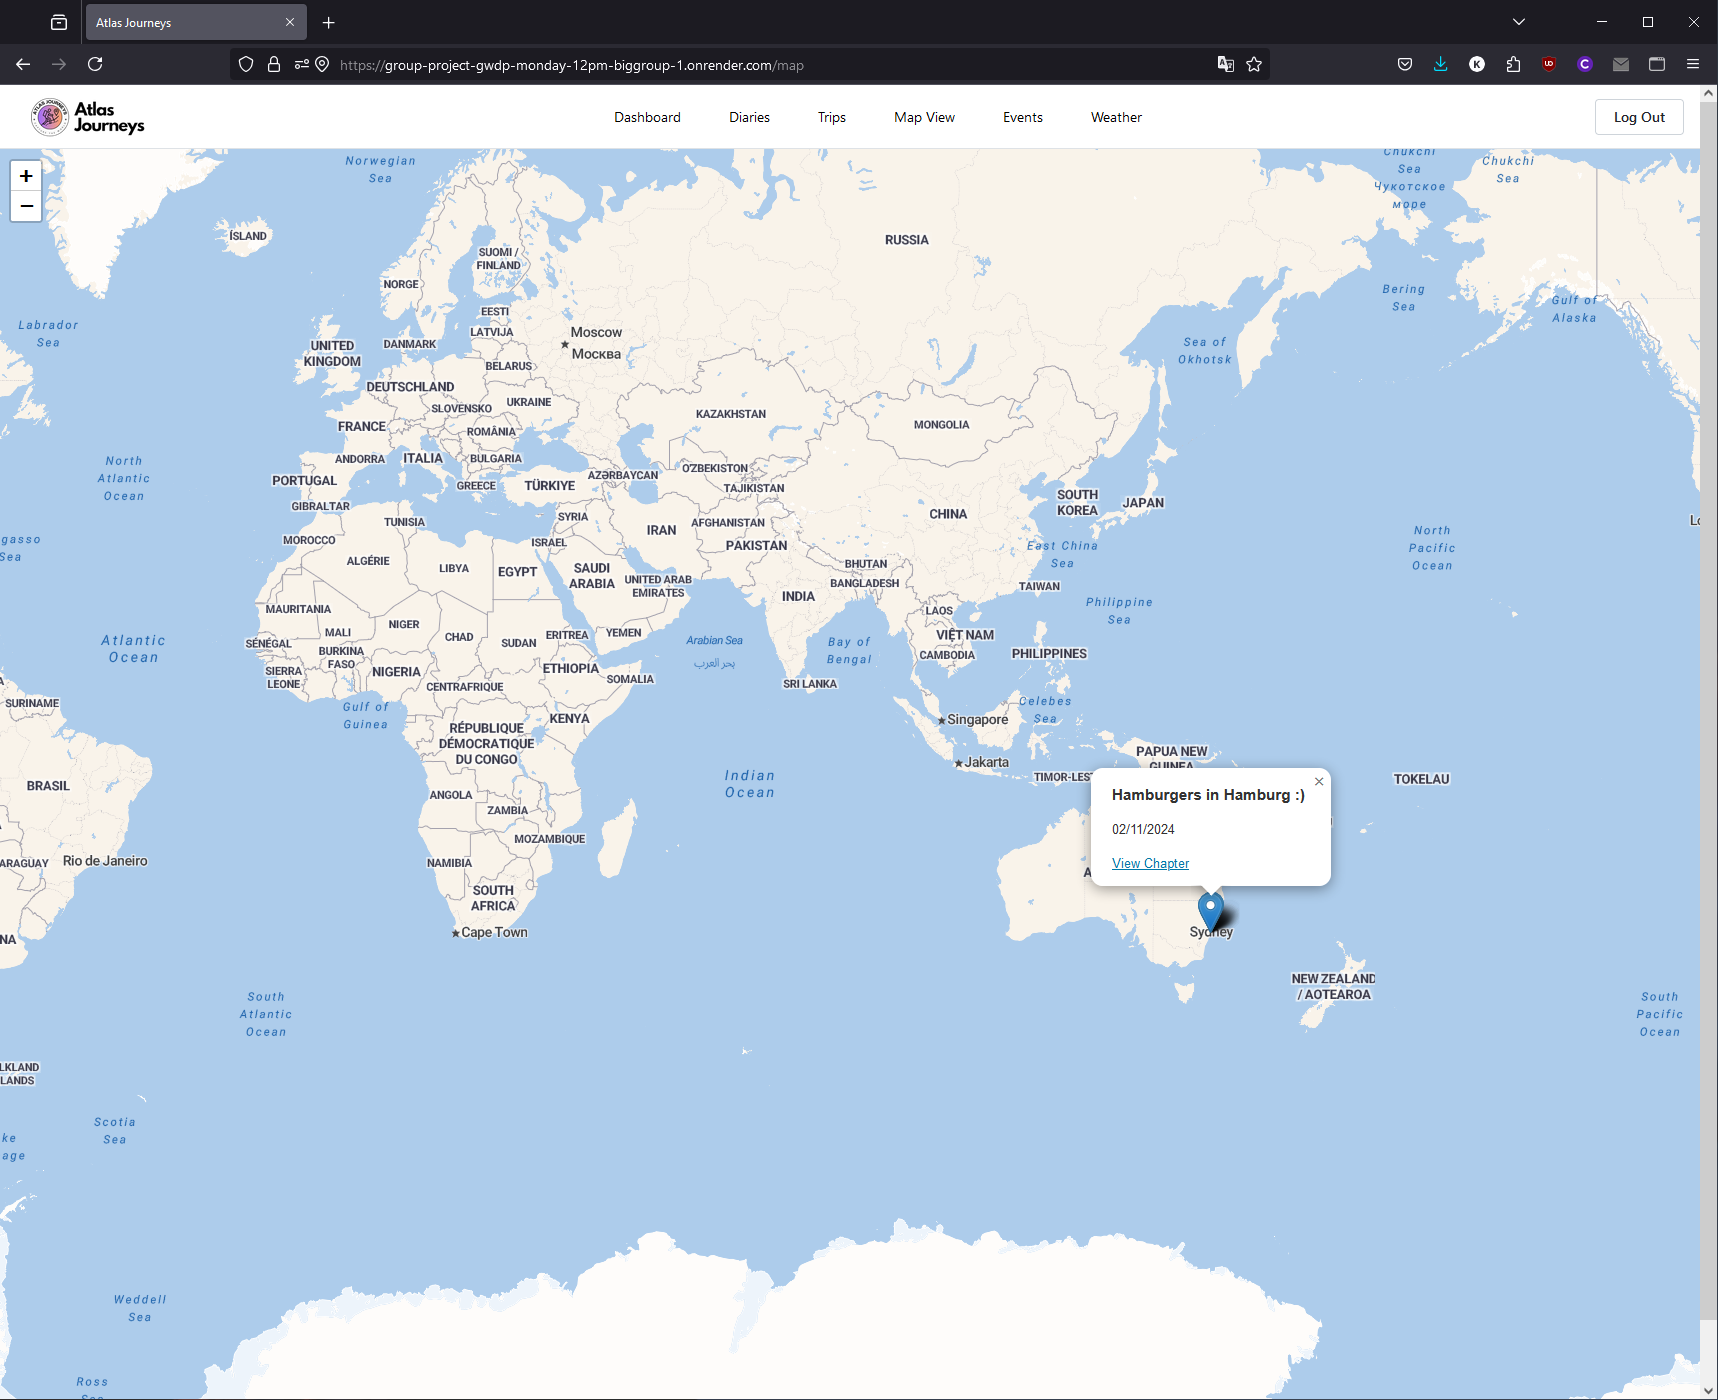 Atlas Journeys
https://group-project-gwdp-monday-12pm-biggroup-1.onrender.com/map
Atlas
Journeys
Dashboard
Diaries
Trips
Map View
Events
Weather
Log Out
+
−
Norwegian
Sea
Chukchi
Sea
Чукотское
море
Chukchi
Sea
ÍSLAND
RUSSIA
SUOMI /
FINLAND
NORGE
Bering
Sea
Gulf of
Alaska
EESTI
Labrador
Sea
LATVIJA
Moscow
Москва
UNITED
KINGDOM
DANMARK
Sea of
Okhotsk
BELARUS
DEUTSCHLAND
UKRAINE
SLOVENSKO
KAZAKHSTAN
FRANCE
ROMÂNIA
MONGOLIA
North
Atlantic
Ocean
ANDORRA
ITALIA
BULGARIA
O'ZBEKISTON
PORTUGAL
GREECE
TÜRKIYE
AZƏRBAYCAN
TAJIKISTAN
SOUTH
KOREA
JAPAN
GIBRALTAR
TUNISIA
SYRIA
IRAN
AFGHANISTAN
CHINA
MOROCCO
ISRAEL
PAKISTAN
East China
Sea
North
Pacific
Ocean
gasso
Sea
ALGÉRIE
LIBYA
EGYPT
SAUDI
ARABIA
UNITED ARAB
EMIRATES
BHUTAN
BANGLADESH
TAIWAN
INDIA
Philippine
Sea
MAURITANIA
LAOS
Atlantic
Ocean
SÉNÉGAL
MALI
NIGER
CHAD
SUDAN
ERITREA
YEMEN
Arabian Sea
بحر العرب
Bay of
Bengal
VIỆT NAM
BURKINA
FASO
CAMBODIA
PHILIPPINES
SIERRA
LEONE
NIGERIA
CENTRAFRIQUE
ETHIOPIA
SOMALIA
SRI LANKA
SURINAME
Gulf of
Guinea
Celebes
Sea
Singapore
RÉPUBLIQUE
DÉMOCRATIQUE
DU CONGO
KENYA
Jakarta
PAPUA NEW
GUINEA
BRASIL
Indian
Ocean
TIMOR-LES
TOKELAU
ANGOLA
ZAMBIA
Hamburgers in Hamburg :)
02/11/2024
View Chapter
MOZAMBIQUE
ARAGUAY
Rio de Janeiro
NAMIBIA
SOUTH
AFRICA
Cape Town
NA
Sydney
NEW ZEALAND
/ AOTEAROA
South
Atlantic
Ocean
South
Pacific
Ocean
LKLAND
LANDS
Scotia
Sea
ke
age
Weddell
Sea
Ross